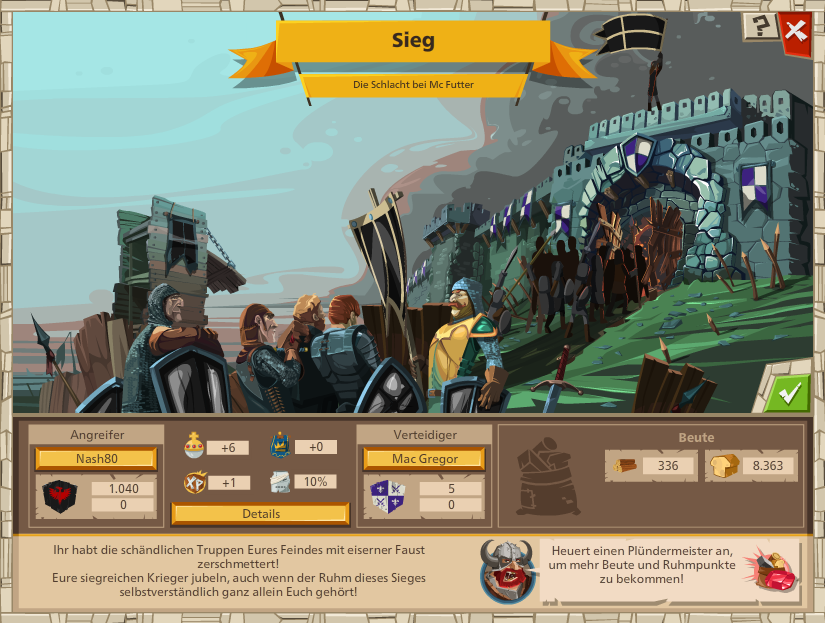 Sieg
Die Schlacht bei Mc Futter
?
Angreifer
Nash80
1.040
0
+6
+0
XP
+1
10%
Details
Verteidiger
Mac Gregor
5
0
Beute
336
8.363
Ihr habt die schändlichen Truppen Eures Feindes mit eiserner Faust
zerschmettert!
Eure siegreichen Krieger jubeln, auch wenn der Ruhm dieses Sieges
selbstverständlich ganz allein Euch gehört!
Heuert einen Plündermeister an,
um mehr Beute und Ruhmpunkte
zu bekommen!